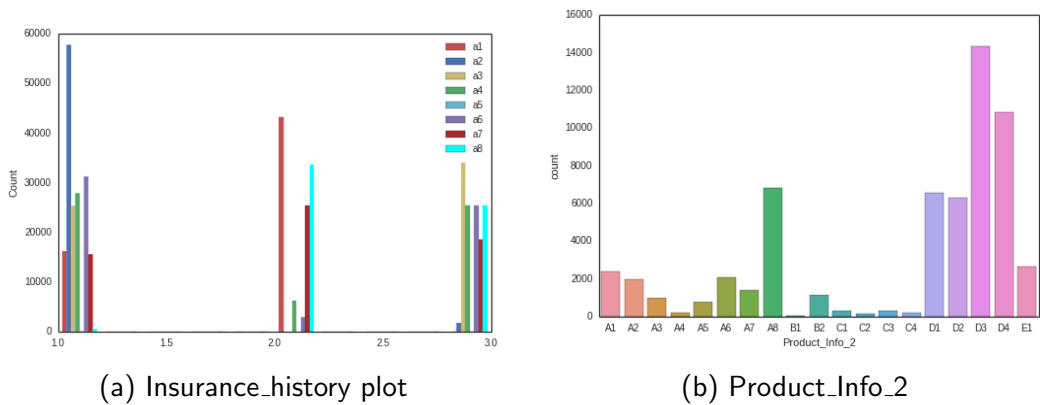 60000
50000
40000
30000
20000
10000
0
Count
1.0 1.5 2.0 2.5 3.0
a1
a2
a3
a4
a5
a6
a7
a8
(a) Insurance_history plot
16000
14000
12000
10000
8000
6000
4000
2000
0
count
A1 A2 A3 A4 A5 A6 A7 A8 B1 B2 C1 C2 C3 C4 D1 D2 D3 D4 E1
Product_Info_2
(b) Product_Info_2